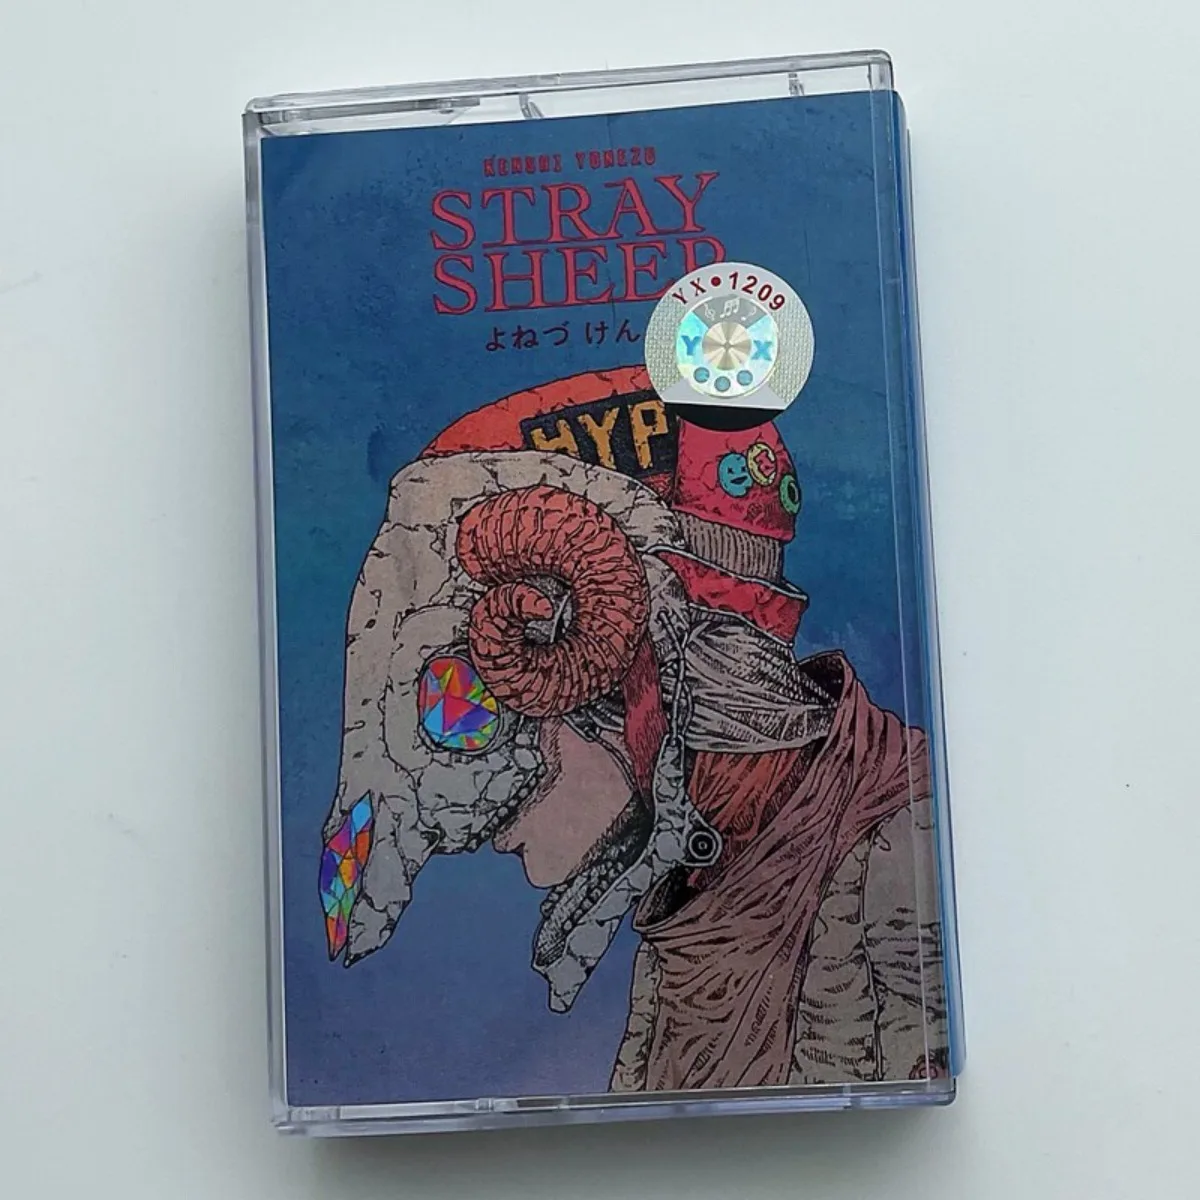 KENSHI YONEZU
STRAY
SHEEP
よねづ けん
YX•1209
Y X
HYP